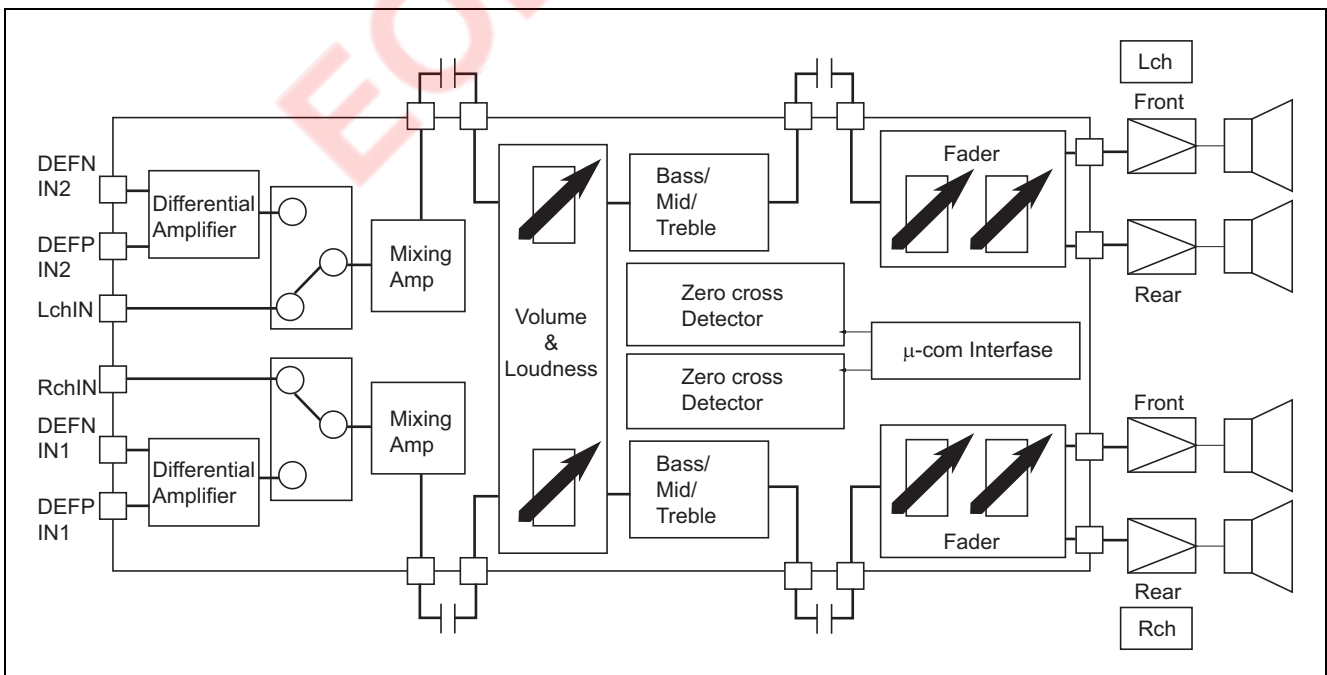 EOL
Lch
Front
DEFN
IN2
Differential
Amplifier
DEFP
IN2
LchIN
Mixing
Amp
Bass/
Mid/
Treble
Fader
Rear
Volume
&
Loudness
Zero cross
Detector
μ-com Interfase
Zero cross
Detector
RchIN
DEFN
IN1
Differential
Amplifier
DEFP
IN1
Mixing
Amp
Bass/
Mid/
Treble
Fader
Front
Rear
Rch